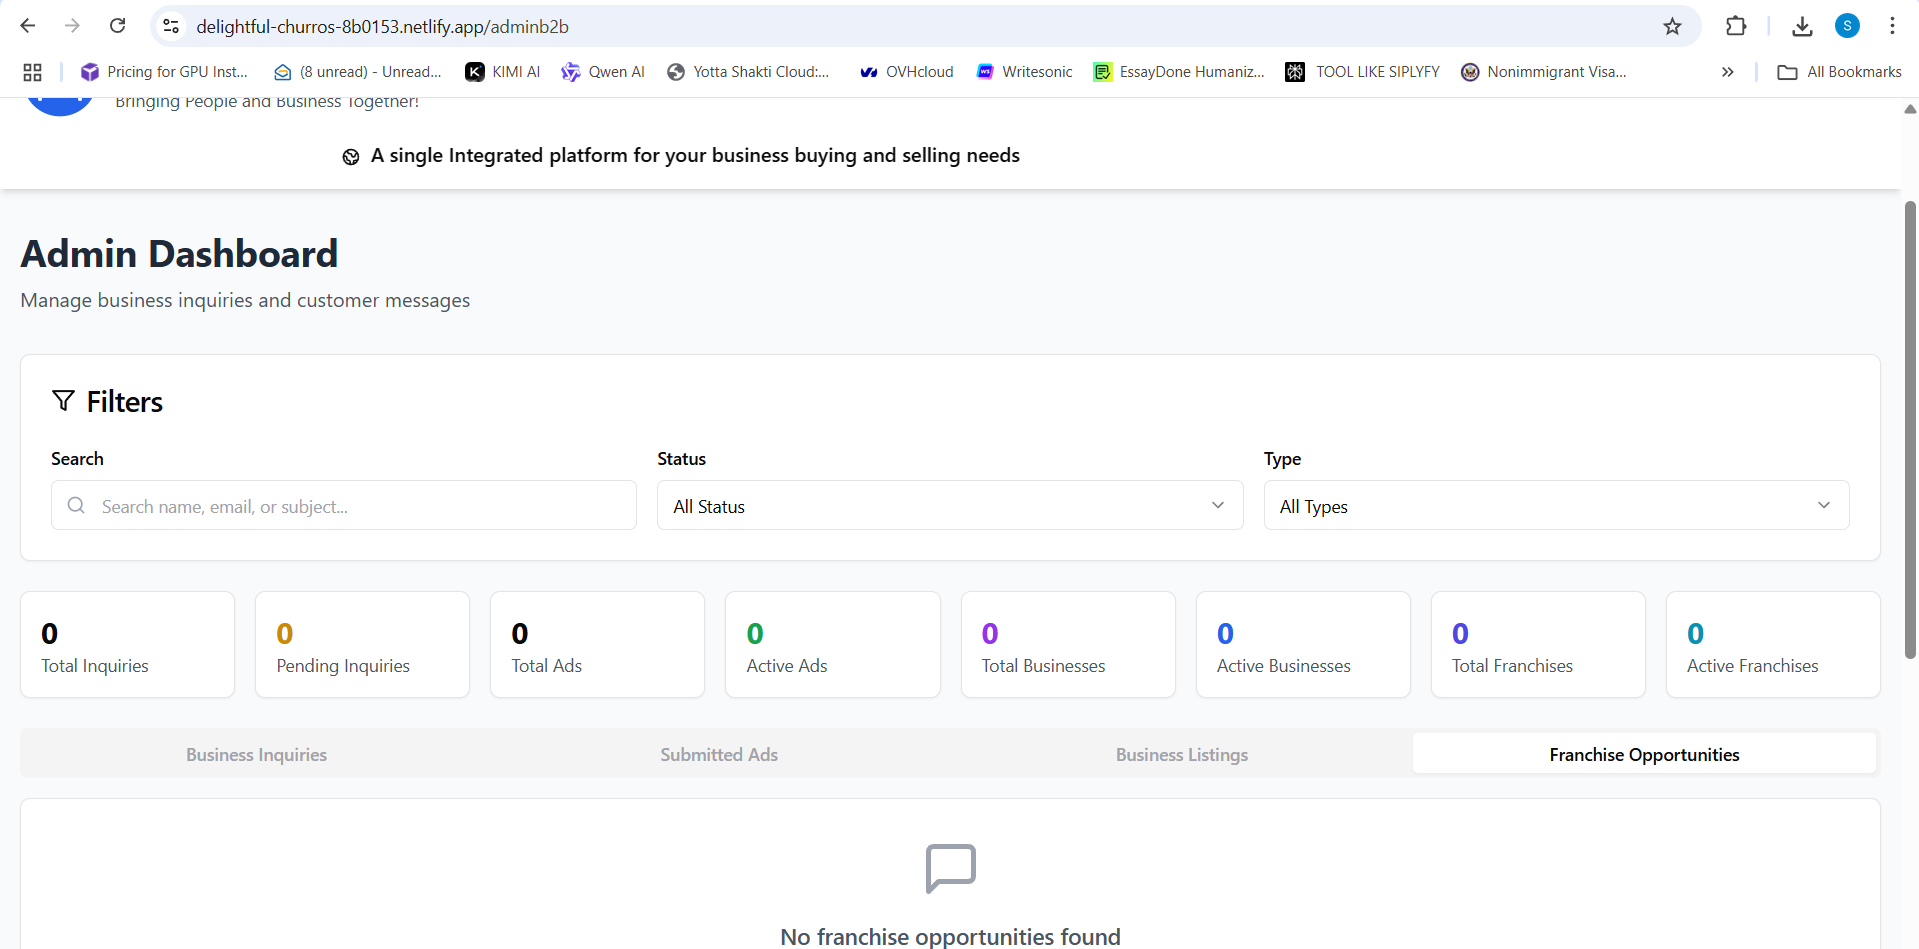 delightful-churros-8b0153.netlify.app/adminb2b
S
Pricing for GPU Inst...
(8 unread) - Unread...
KIMI AI
Qwen AI
Yotta Shakti Cloud:...
OVHcloud
Writesonic
EssayDone Humaniz...
TOOL LIKE SIPLYFY
Nonimmigrant Visa...
All Bookmarks
Bringing People and Business Together!
A single Integrated platform for your business buying and selling needs
Admin Dashboard
Manage business inquiries and customer messages
Filters
Search
Status
Type
Search name, email, or subject...
All Status
All Types
0
Total Inquiries
0
Pending Inquiries
0
Total Ads
0
Active Ads
0
Total Businesses
0
Active Businesses
0
Total Franchises
0
Active Franchises
Business Inquiries
Submitted Ads
Business Listings
Franchise Opportunities
No franchise opportunities found